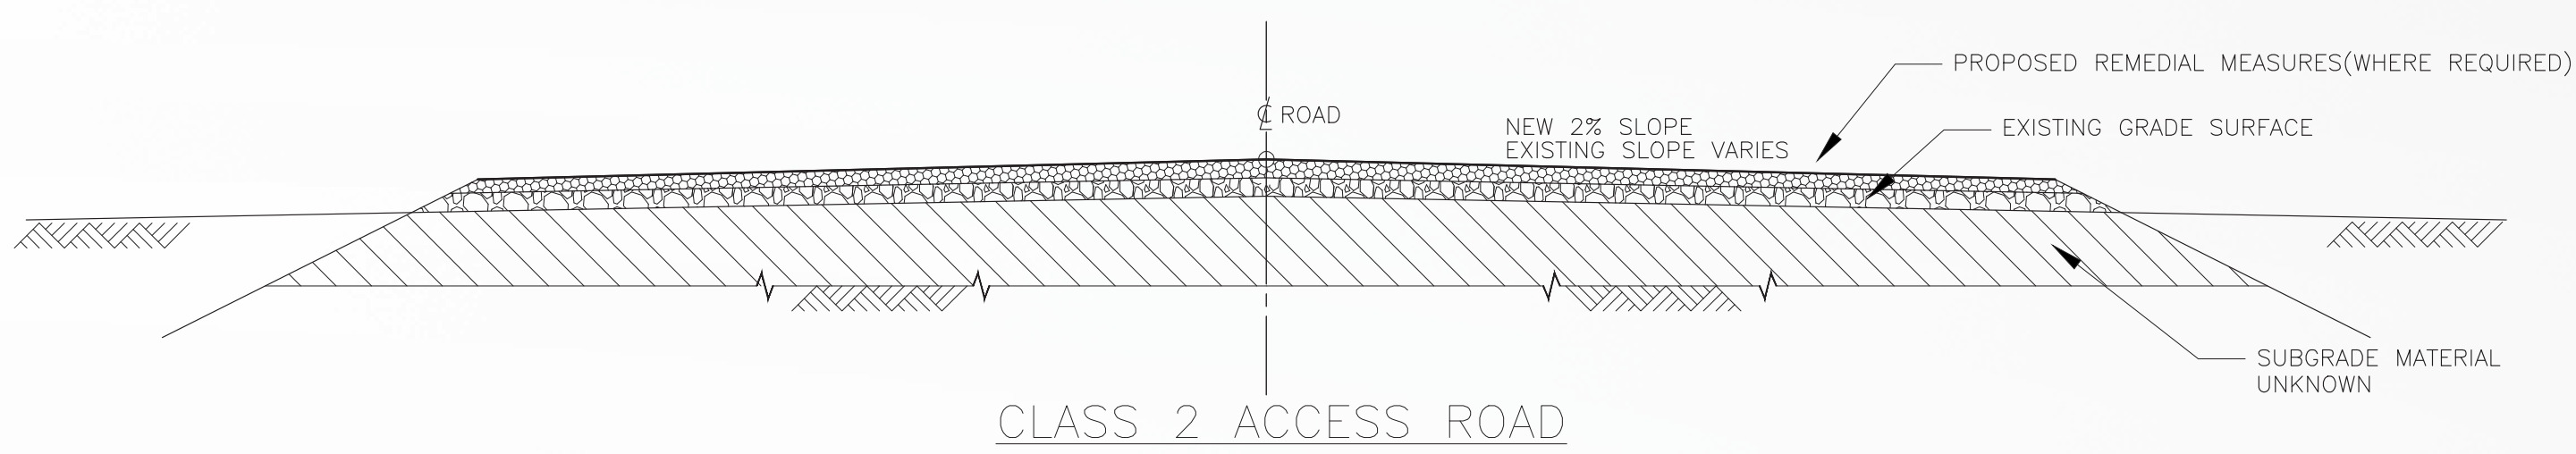 PROPOSED REMEDIAL MEASURES(WHERE REQUIRED)
℄ ROAD
NEW 2% SLOPE
EXISTING SLOPE VARIES
EXISTING GRADE SURFACE
SUBGRADE MATERIAL
UNKNOWN
CLASS 2 ACCESS ROAD